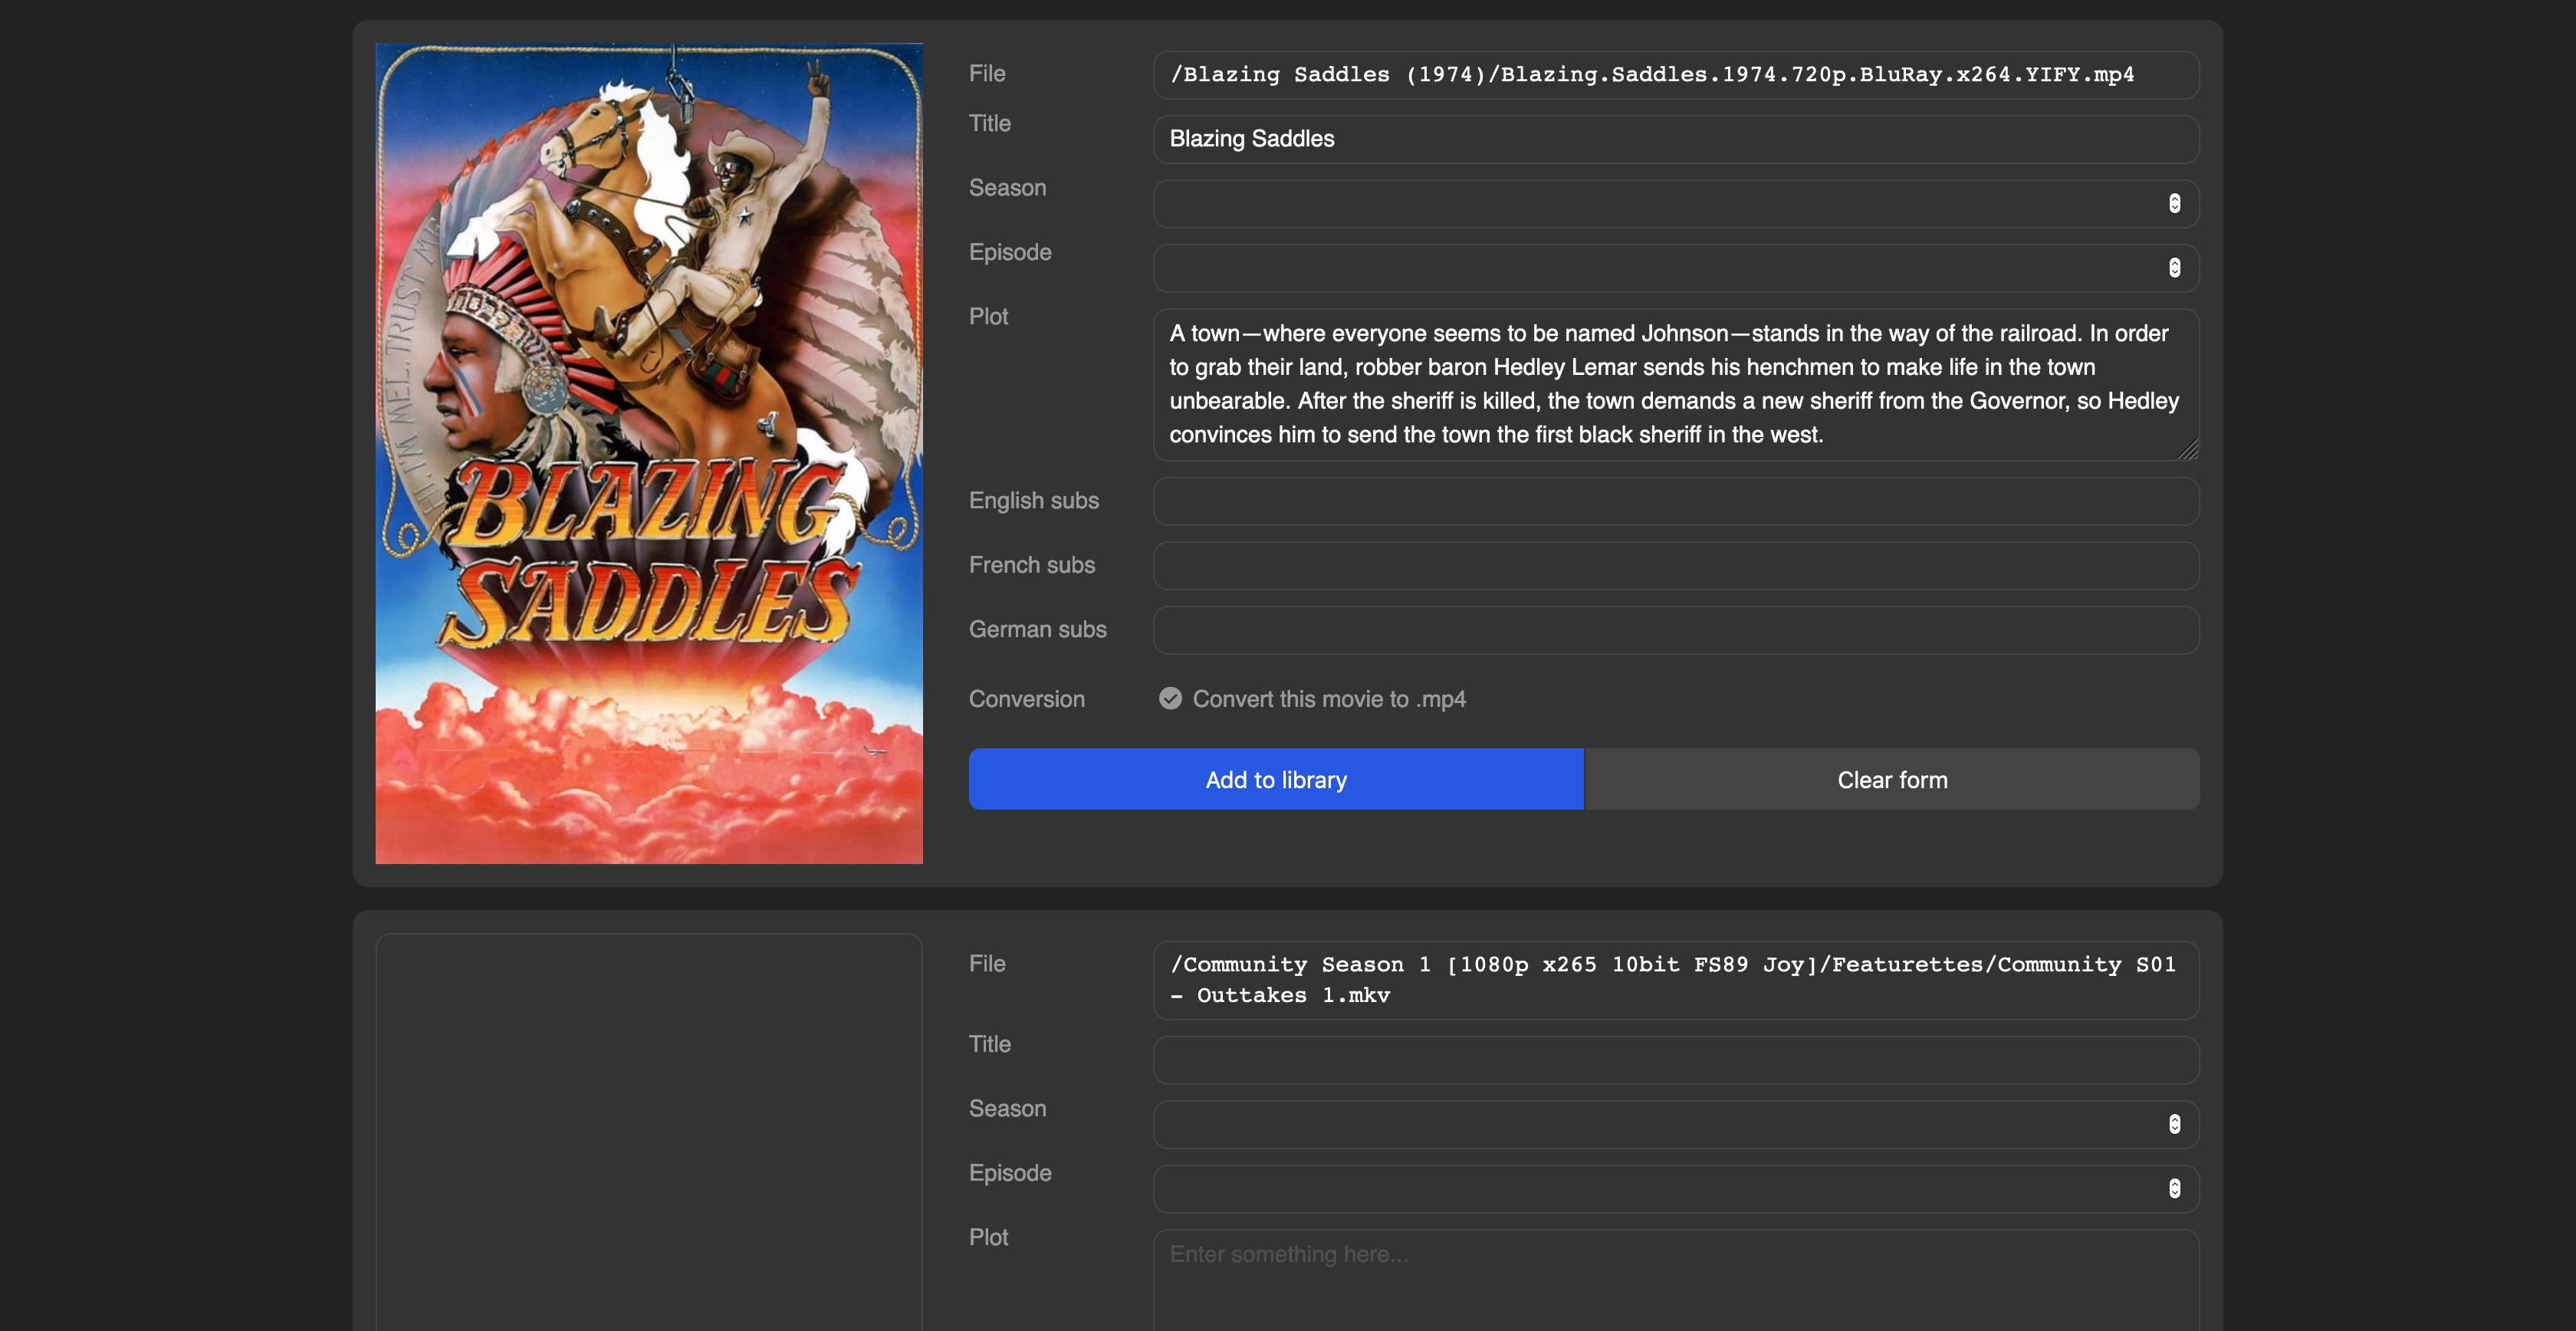 HI, I'M MEL, TRUST ME
BLAZING
SADDLES
File
/Blazing Saddles (1974)/Blazing.Saddles.1974.720p.BluRay.x264.YIFY.mp4
Title
Blazing Saddles
Season
Episode
Plot
A town—where everyone seems to be named Johnson—stands in the way of the railroad. In order
to grab their land, robber baron Hedley Lemar sends his henchmen to make life in the town
unbearable. After the sheriff is killed, the town demands a new sheriff from the Governor, so Hedley
convinces him to send the town the first black sheriff in the west.
English subs
French subs
German subs
Conversion
Convert this movie to .mp4
Add to library
Clear form
File
/Community Season 1 [1080p x265 10bit FS89 Joy]/Featurettes/Community S01
- Outtakes 1.mkv
Title
Season
Episode
Plot
Enter something here...